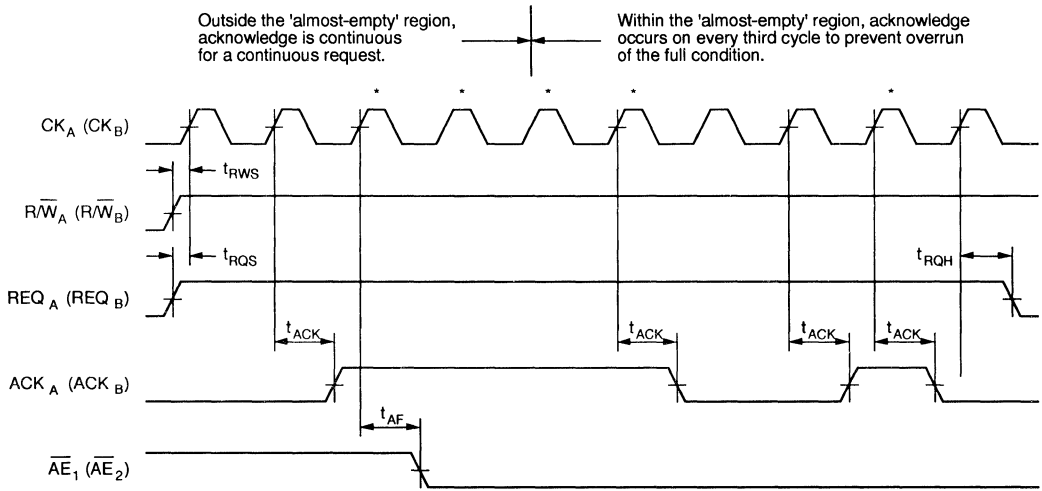 Outside the 'almost-empty' region,
acknowledge is continuous
for a continuous request.
Within the 'almost-empty' region, acknowledge
occurs on every third cycle to prevent overrun
of the full condition.
* * * * *
CK_A (CK_B)
t_RWS
R/W̅_A (R/W̅_B)
t_RQS
t_RQH
REQ_A (REQ_B)
t_ACK t_ACK t_ACK t_ACK
ACK_A (ACK_B)
t_AF
A̅E̅_1 (A̅E̅_2)